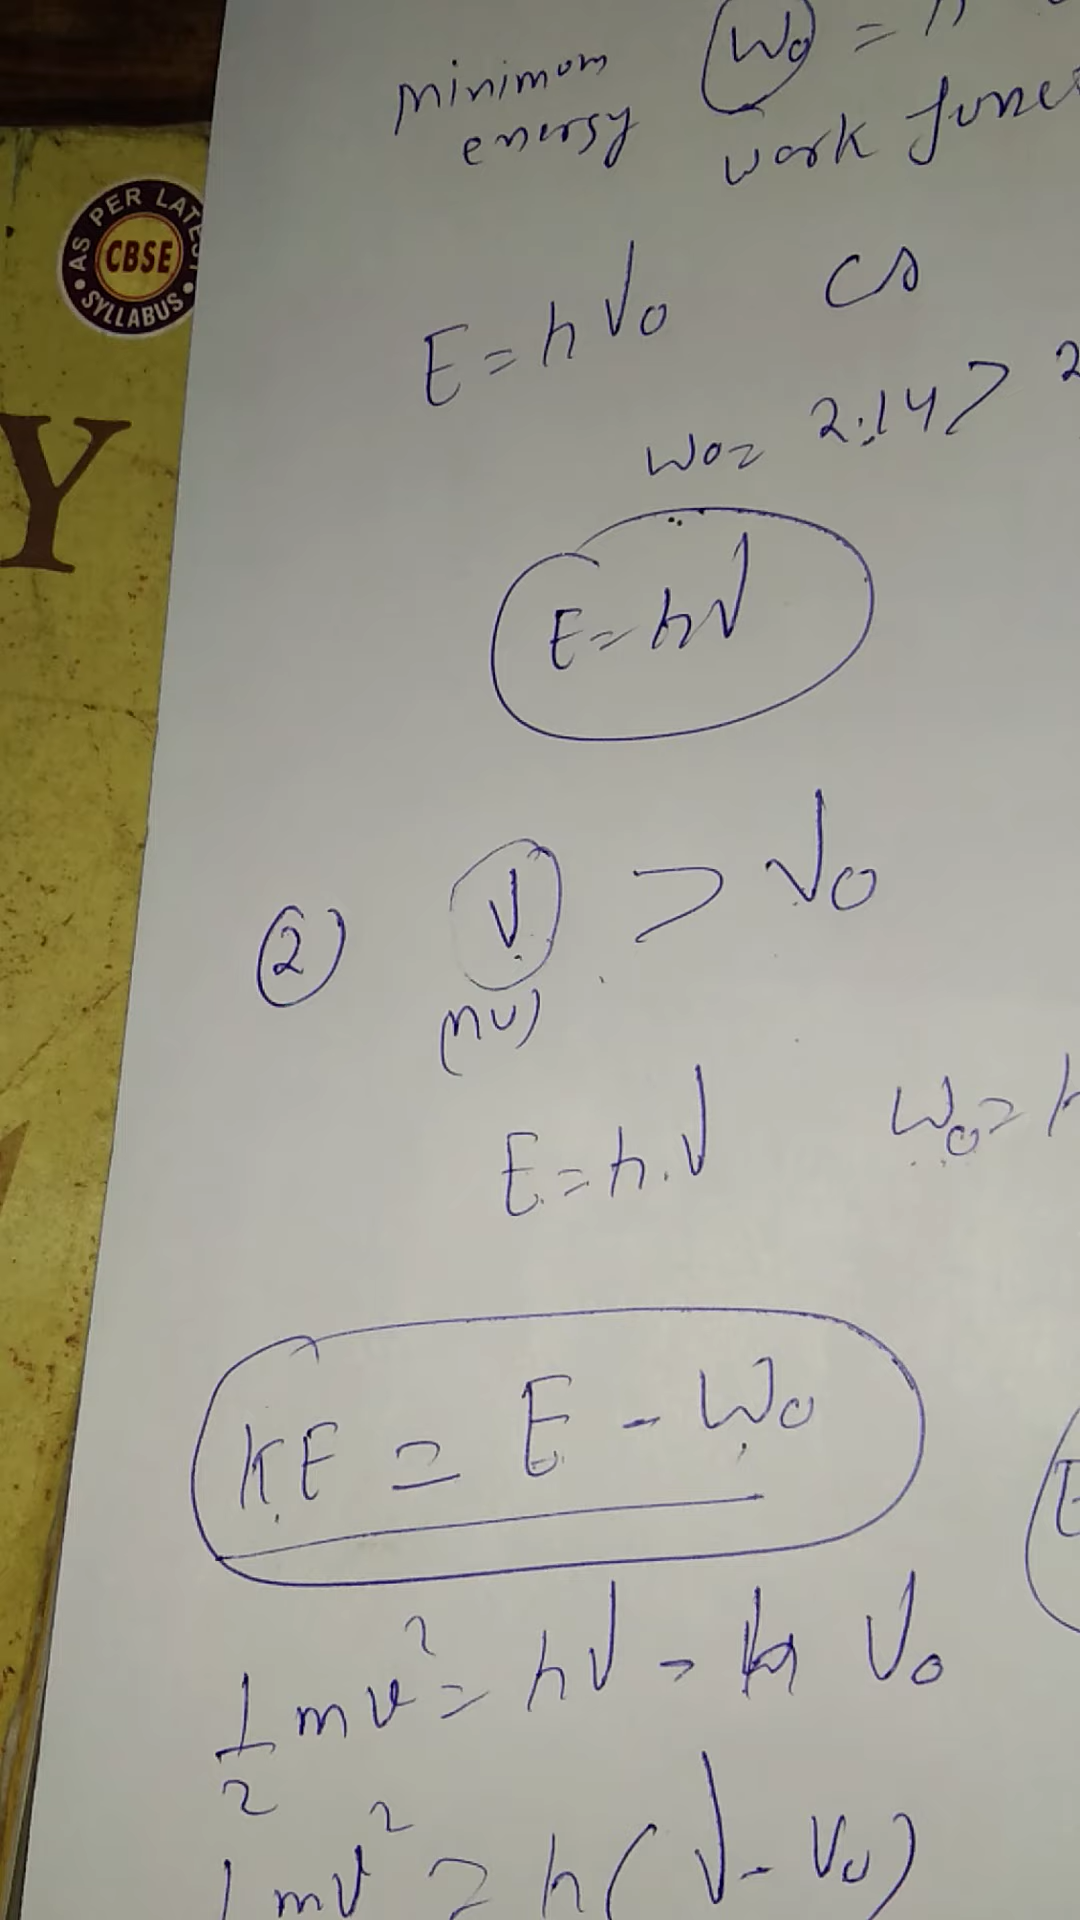 minimum W₀ = h
energy work func
AS PER LATEST
CBSE
SYLLABUS
E = hν₀ Cs
W₀ = 2.14 > 2
Y
E = hν
② ν > ν₀
(nu)
E = h.ν W₀ = h
KE = E - W₀
E
½ mv² = hν - hν₀
½ mv² = h(ν - ν₀)